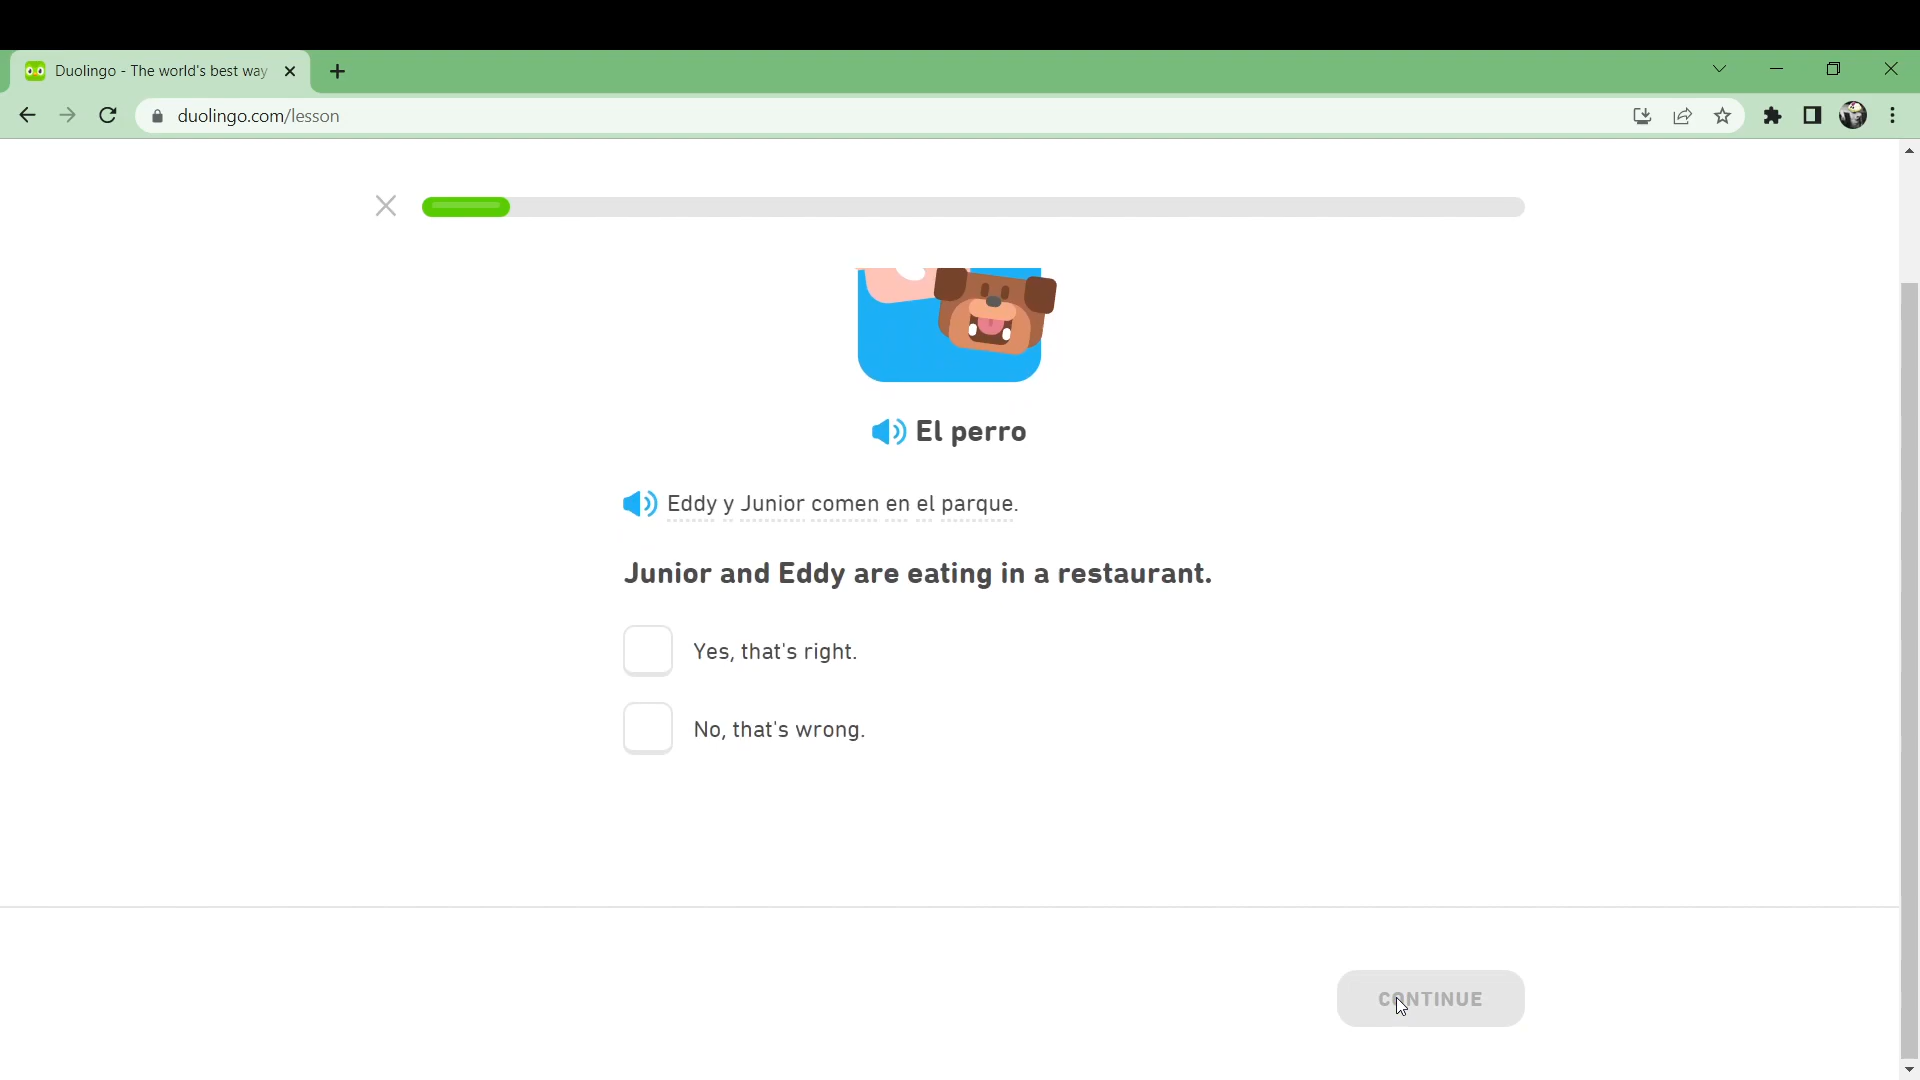 Duolingo - The world's best way
duolingo.com/lesson
El perro
Eddy y Junior comen en el parque.
Junior and Eddy are eating in a restaurant.
Yes, that's right.
No, that's wrong.
CONTINUE